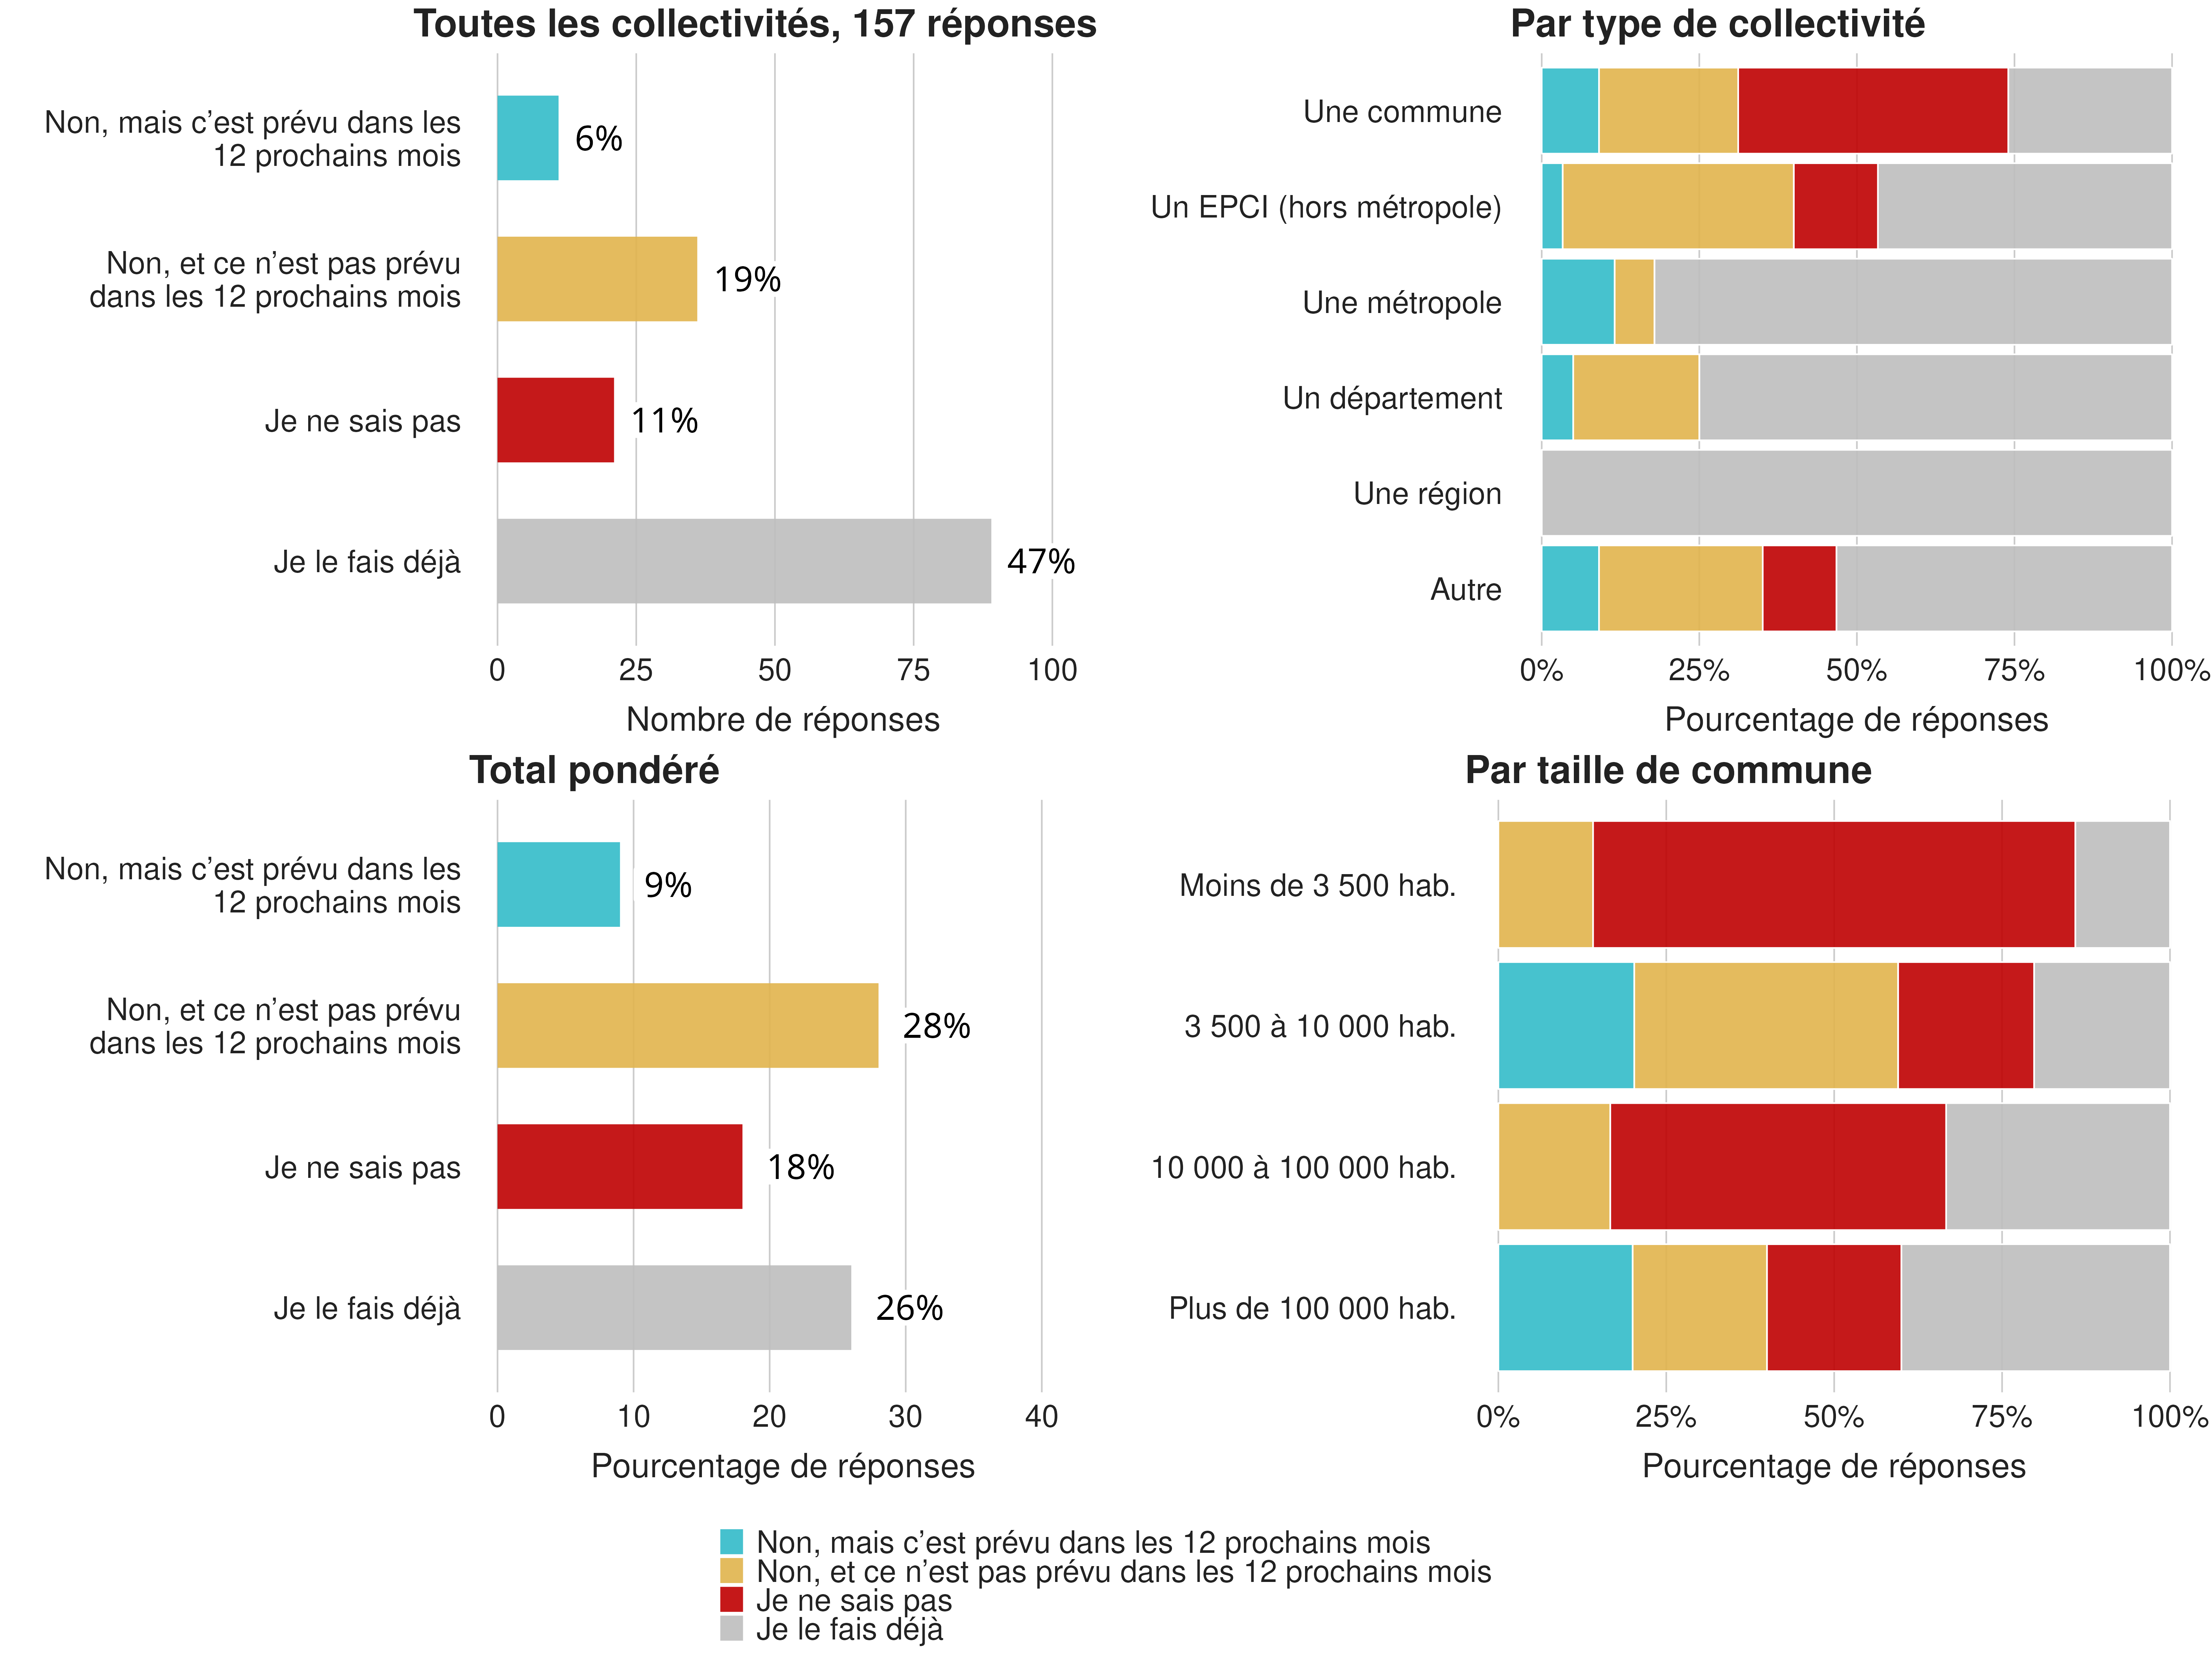 Toutes les collectivités, 157 réponses
Non, mais c’est prévu dans les
12 prochains mois
6%
Non, et ce n’est pas prévu
dans les 12 prochains mois
19%
Je ne sais pas
11%
Je le fais déjà
47%
0 25 50 75 100
Nombre de réponses
Par type de collectivité
Une commune
Un EPCI (hors métropole)
Une métropole
Un département
Une région
Autre
0% 25% 50% 75% 100%
Pourcentage de réponses
Total pondéré
Non, mais c’est prévu dans les
12 prochains mois
9%
Non, et ce n’est pas prévu
dans les 12 prochains mois
28%
Je ne sais pas
18%
Je le fais déjà
26%
0 10 20 30 40
Pourcentage de réponses
Par taille de commune
Moins de 3 500 hab.
3 500 à 10 000 hab.
10 000 à 100 000 hab.
Plus de 100 000 hab.
0% 25% 50% 75% 100%
Pourcentage de réponses
Non, mais c’est prévu dans les 12 prochains mois
Non, et ce n’est pas prévu dans les 12 prochains mois
Je ne sais pas
Je le fais déjà